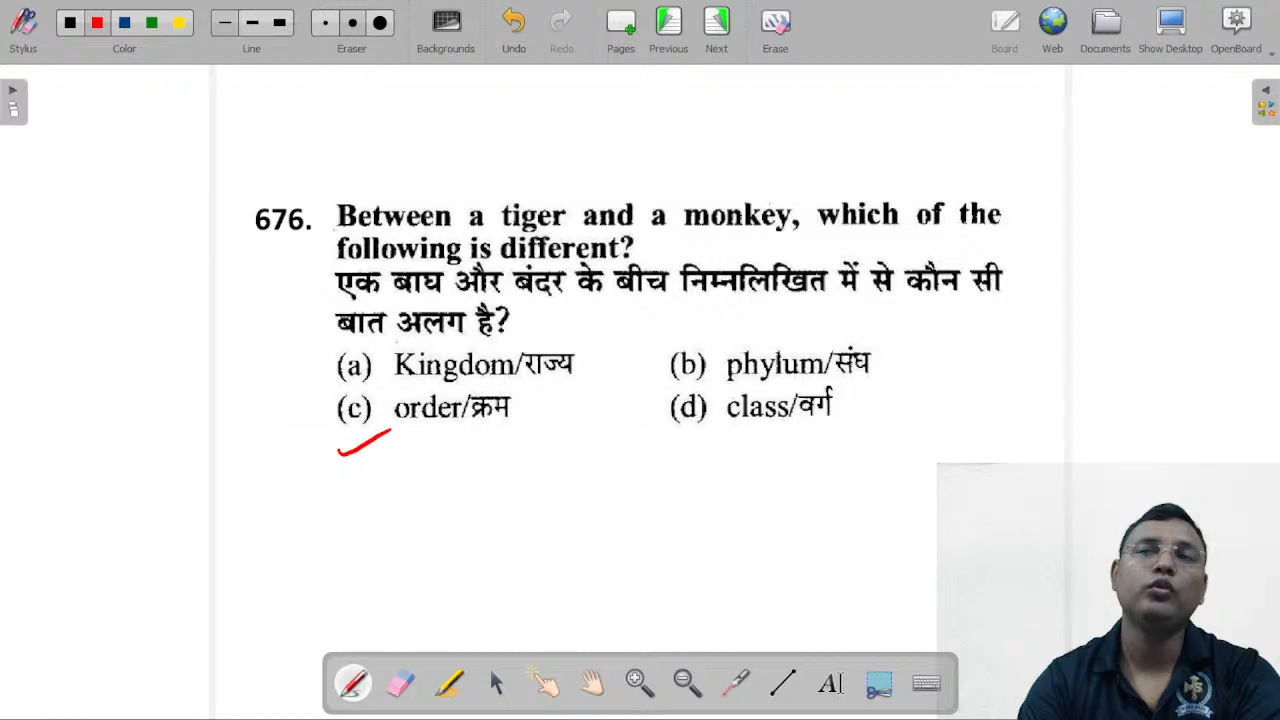 Stylus
Color
Line
Eraser
Backgrounds
Undo
Redo
Pages
Previous
Next
Erase
Board
Web
Documents
Show Desktop
OpenBoard
676. Between a tiger and a monkey, which of the
following is different?
एक बाघ और बंदर के बीच निम्नलिखित में से कौन सी
बात अलग है?
(a) Kingdom/राज्य (b) phylum/संघ
(c) order/क्रम (d) class/वर्ग